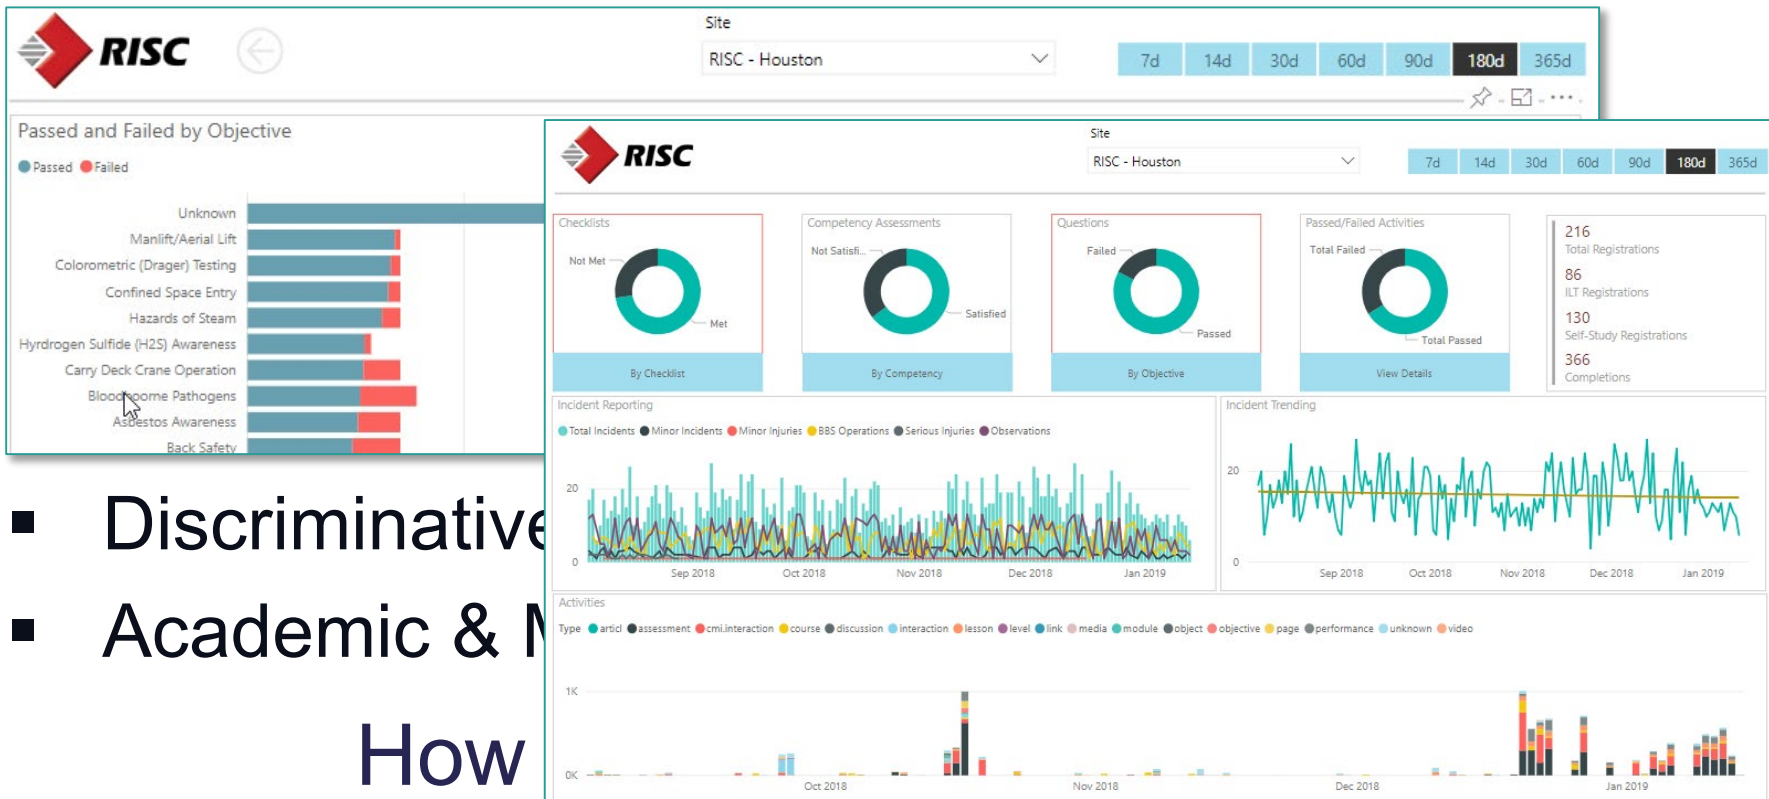 RISC
Site
RISC - Houston
7d 14d 30d 60d 90d 180d 365d
Passed and Failed by Objective
Passed Failed
Unknown
Manlift/Aerial Lift
Colorometric (Drager) Testing
Confined Space Entry
Hazards of Steam
Hyrdrogen Sulfide (H2S) Awareness
Carry Deck Crane Operation
Pathogens
Asbestos Awareness
Back Safety
RISC
Site
RISC - Houston
7d 14d 30d 60d 90d 180d 365d
Checklists
Not Met
Met
By Checklist
Competency Assessments
Not Satisfi...
Satisfied
By Competency
Questions
Failed
Passed
By Objective
Passed/Failed Activities
Total Failed
Total Passed
View Details
216
Total Registrations
86
ILT Registrations
130
Self-Study Registrations
366
Completions
Incident Reporting
Total Incidents Minor Incidents Minor Injuries BBS Operations Serious Injuries Observations
20
0
Sep 2018 Oct 2018 Nov 2018 Dec 2018 Jan 2019
Incident Trending
20
0
Sep 2018 Oct 2018 Nov 2018 Dec 2018 Jan 2019
Activities
Type articl assessment cmi.interaction course discussion interaction lesson level link media module object objective page performance unknown video
1K
0K
Oct 2018 Nov 2018 Dec 2018 Jan 2019
▪ Discriminative
▪ Academic &
How